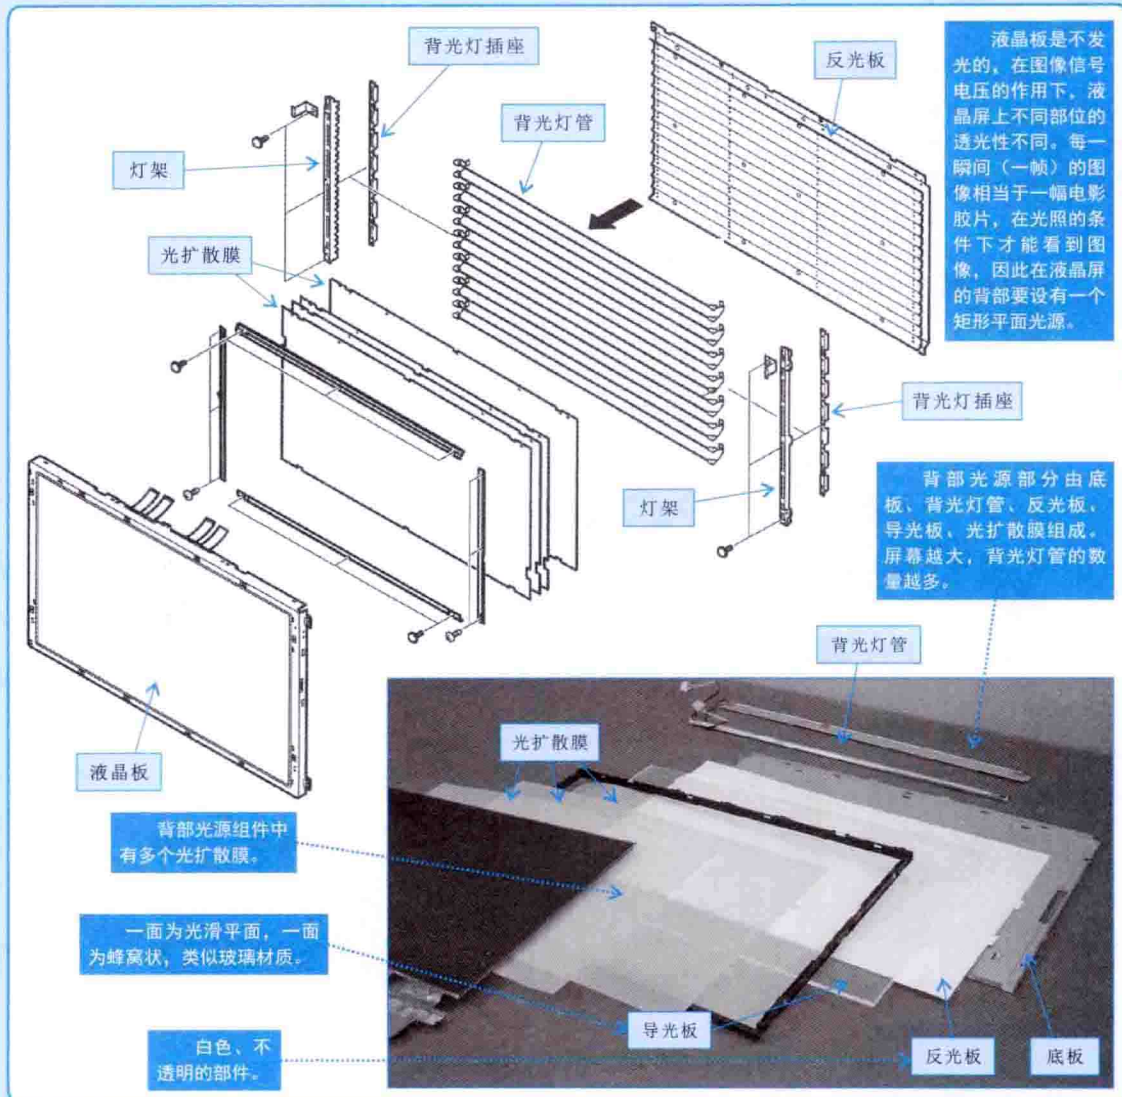 背光灯插座
反光板
液晶板是不发
光的，在图像信号
电压的作用下，液
晶屏上不同部位的
透光性不同。每一
瞬间（一帧）的图
像相当于一幅电影
胶片，在光照的条
件下才能看到图
像，因此在液晶屏
的背部要设有一个
矩形平面光源。
背光灯管
灯架
光扩散膜
背光灯插座
灯架
背部光源部分由底
板、背光灯管、反光板、
导光板、光扩散膜组成。
屏幕越大，背光灯管的数
量越多。
背光灯管
光扩散膜
液晶板
背部光源组件中
有多个光扩散膜。
一面为光滑平面，一面
为蜂窝状，类似玻璃材质。
导光板
反光板
底板
白色、不
透明的部件。